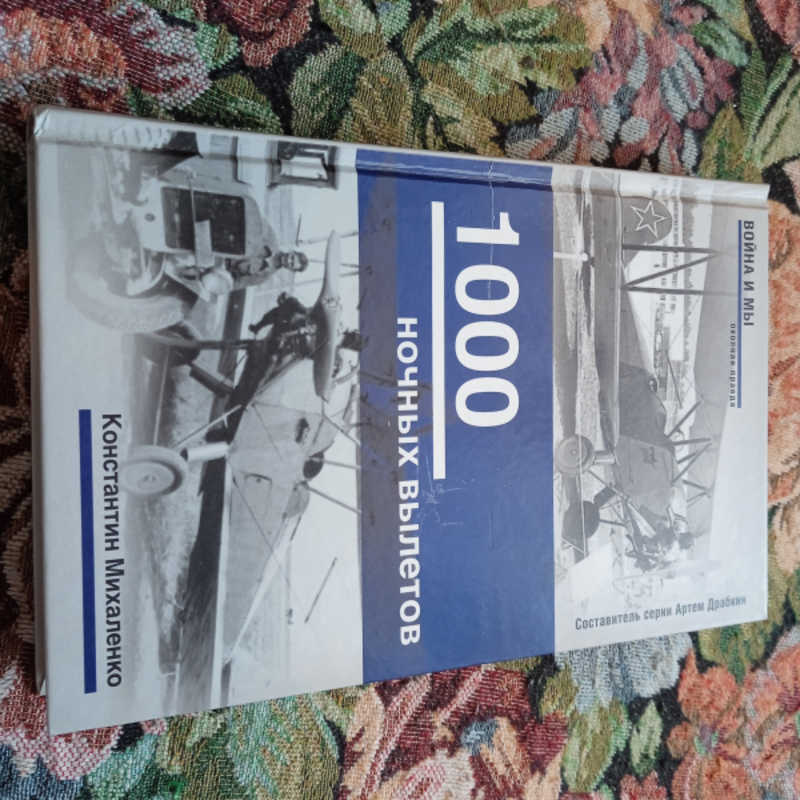 ВОЙНА И МЫ
окопная правда
Составитель серии Артем Драбкин
1000
ночных вылетов
Константин Михаленко